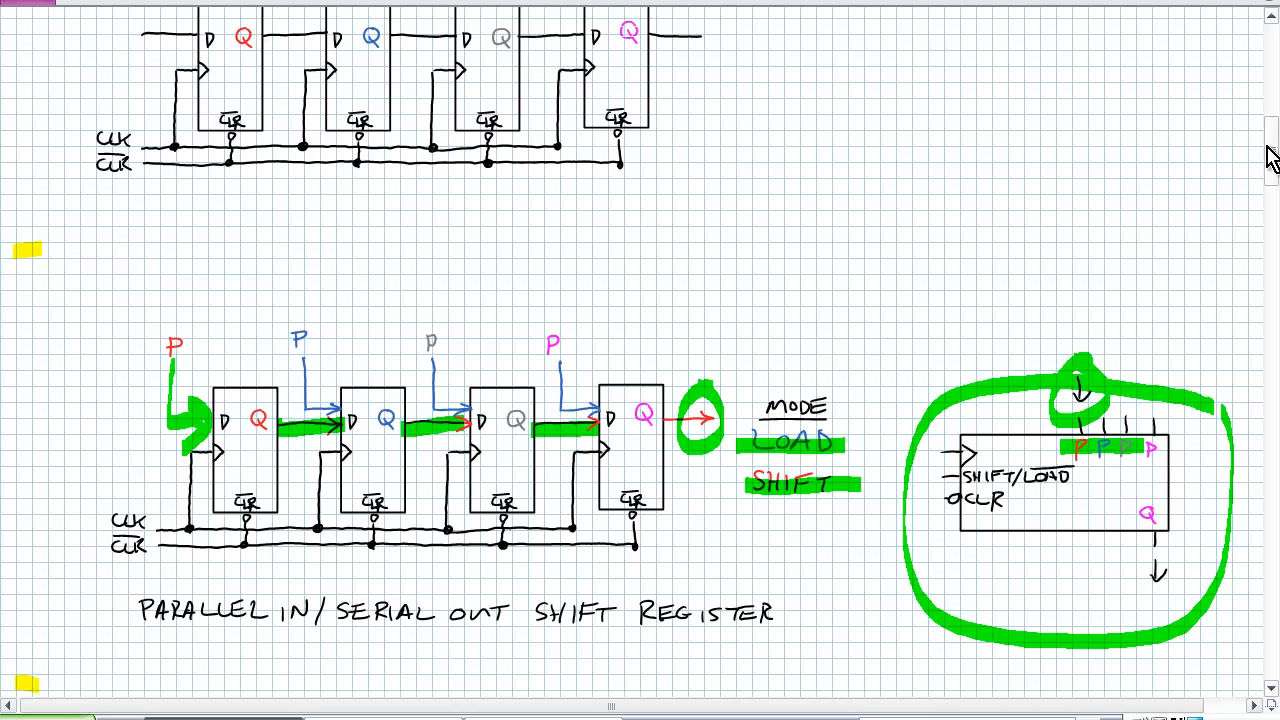 D Q D Q D Q D Q
CLR CLR CLR CLR
CLK
CLR
P P P P
D Q D Q D Q D Q
CLR CLR CLR CLR
CLK
CLR
MODE
LOAD
SHIFT
P P P P
SHIFT/LOAD
CLR
Q
PARALLEL IN/SERIAL OUT SHIFT REGISTER